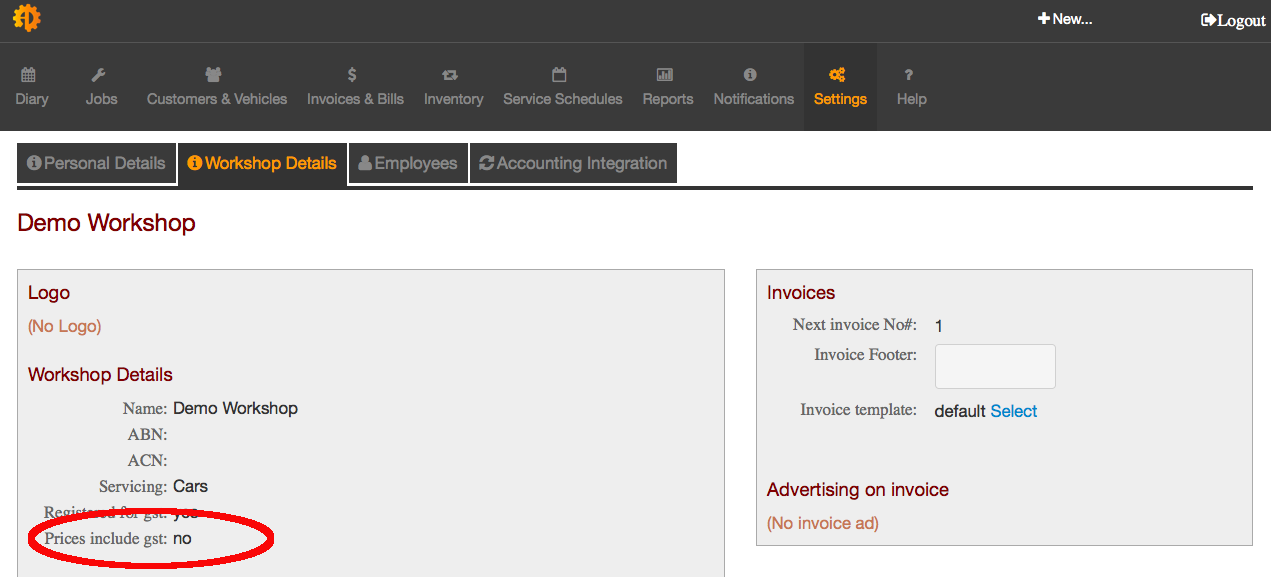 New... Logout
Diary Jobs Customers & Vehicles Invoices & Bills Inventory Service Schedules Reports Notifications Settings Help
Personal Details Workshop Details Employees Accounting Integration
Demo Workshop
Logo
(No Logo)
Workshop Details
Name: Demo Workshop
ABN:
ACN:
Servicing: Cars
Registered for gst: yes
Prices include gst: no
Invoices
Next invoice No#: 1
Invoice Footer:
Invoice template: default Select
Advertising on invoice
(No invoice ad)